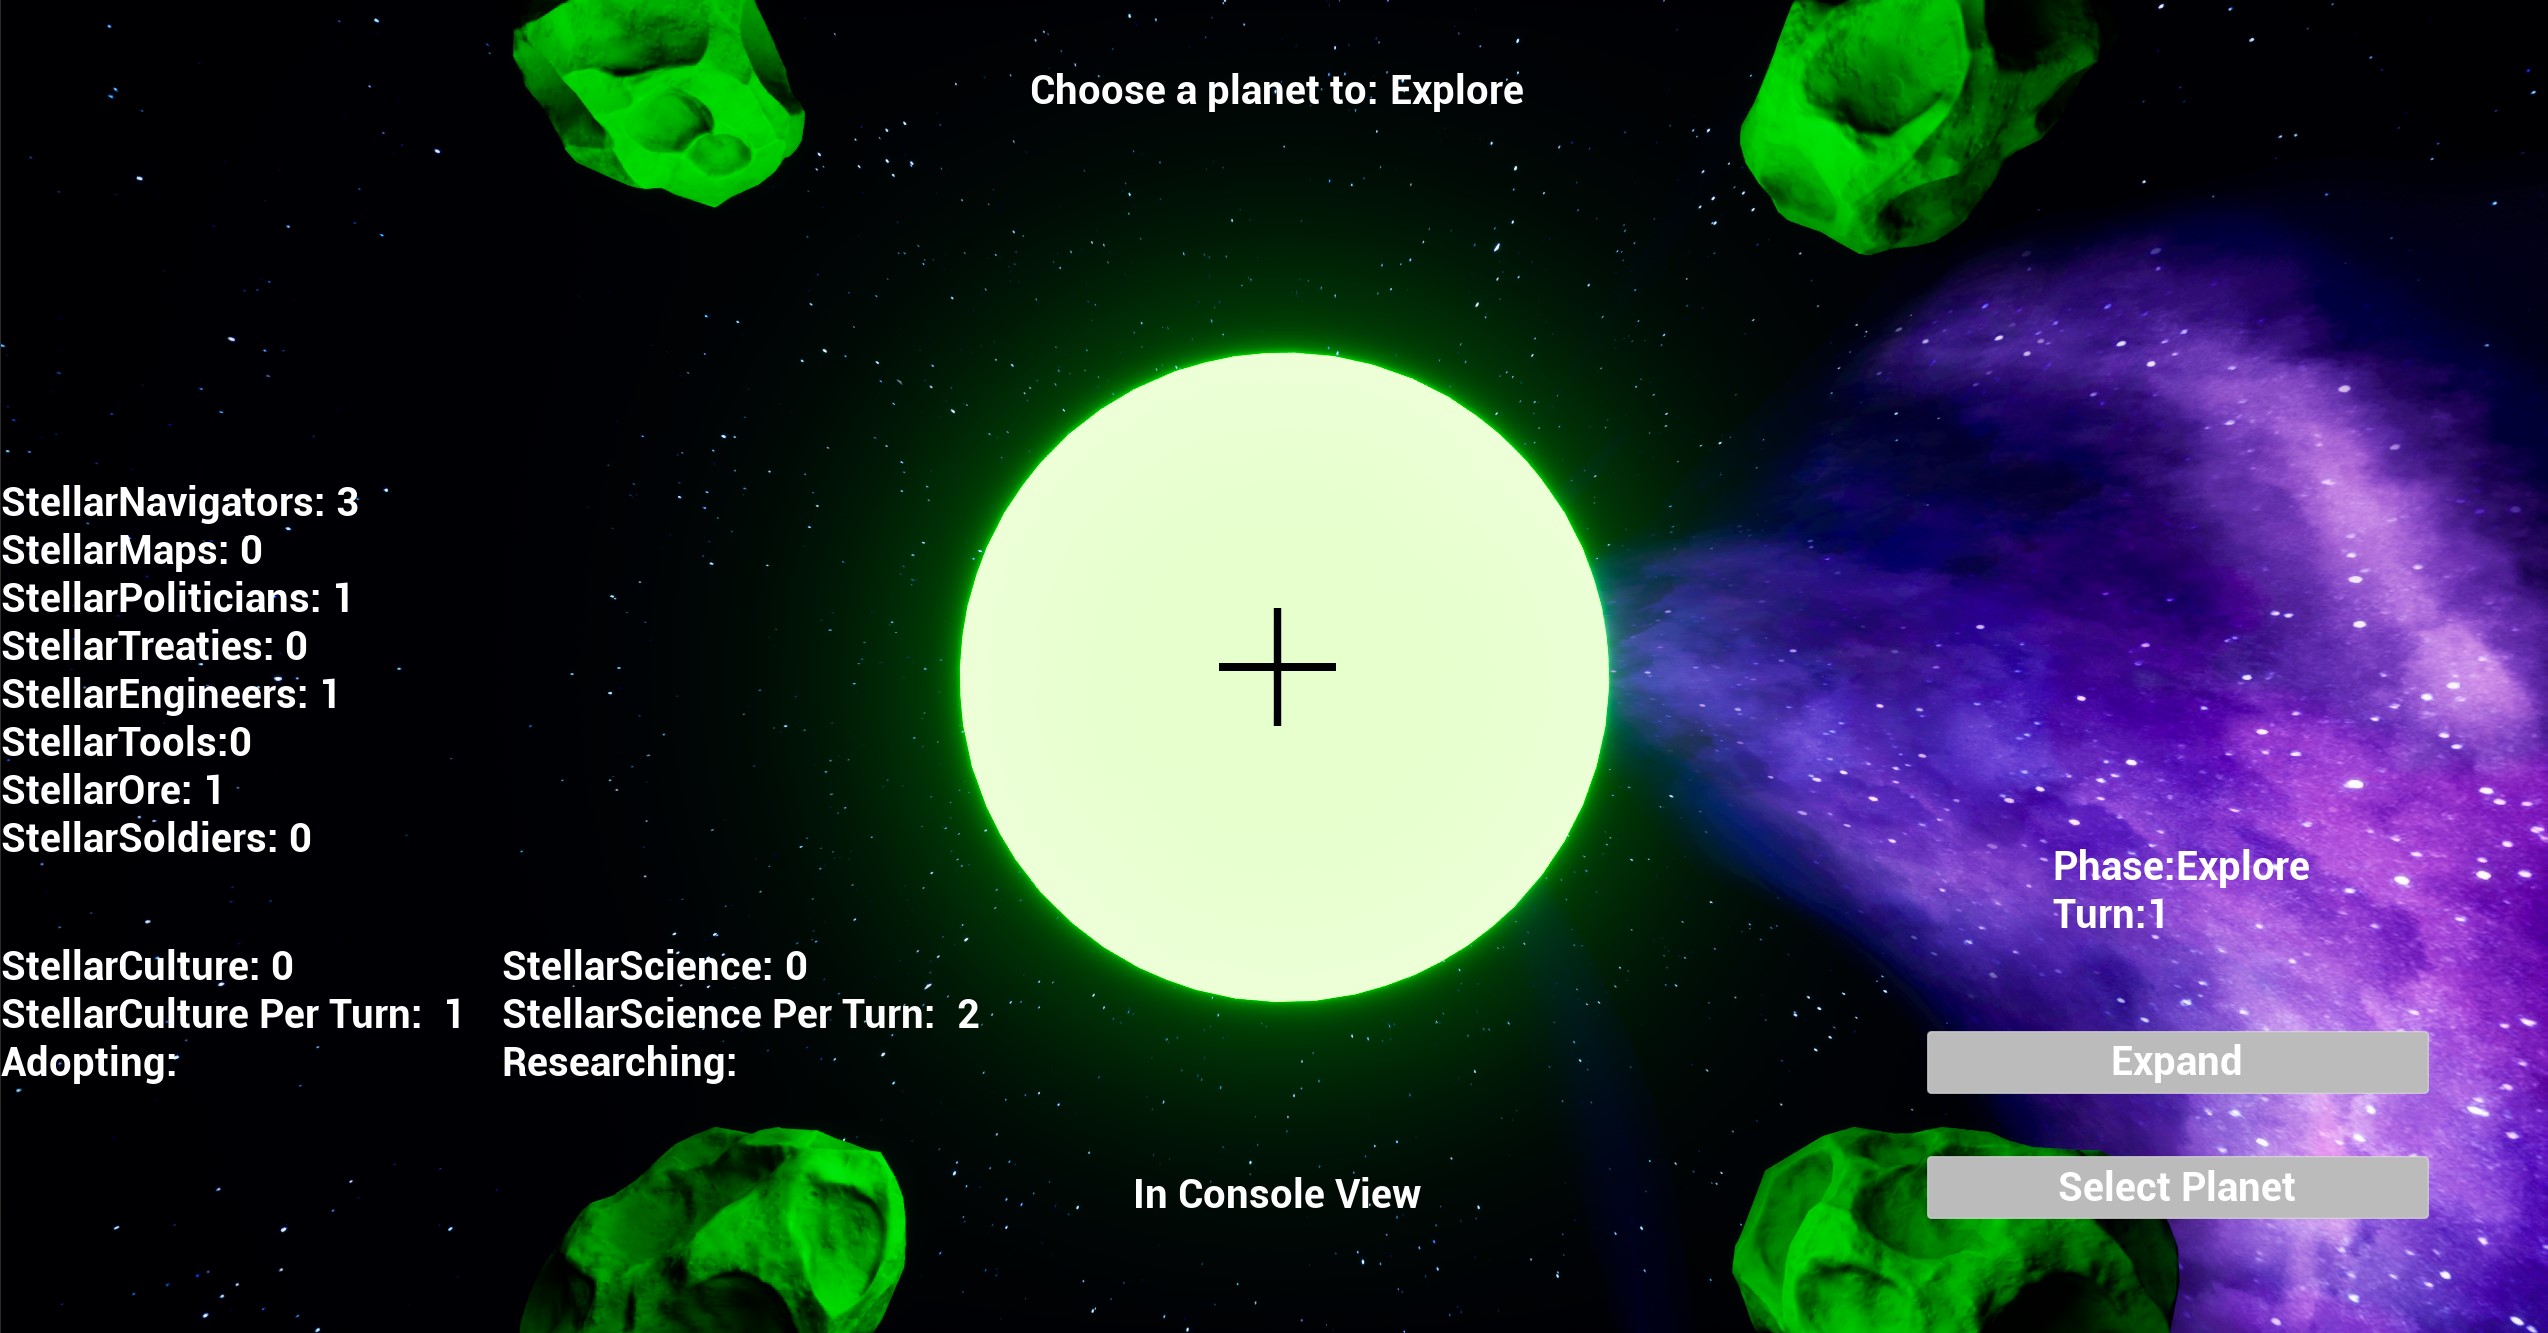 Choose a planet to: Explore
StellarNavigators: 3
StellarMaps: 0
StellarPoliticians: 1
StellarTreaties: 0
StellarEngineers: 1
StellarTools:0
StellarOre: 1
StellarSoldiers: 0
StellarCulture: 0
StellarCulture Per Turn:  1
Adopting:
StellarScience: 0
StellarScience Per Turn:  2
Researching:
In Console View
Phase:Explore
Turn:1
Expand
Select Planet